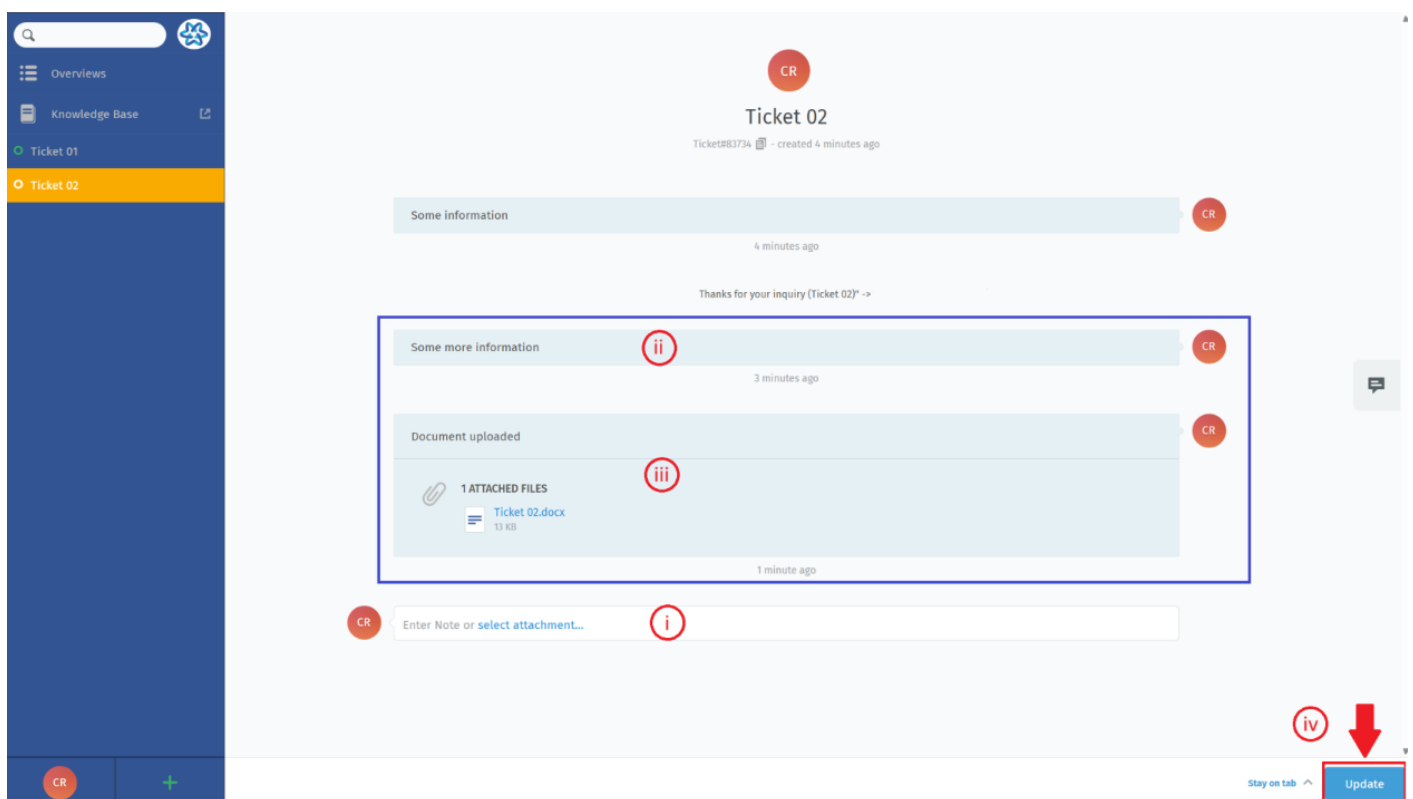 Overviews
Knowledge Base
Ticket 01
Ticket 02
CR
Ticket 02
Ticket#83734 - created 4 minutes ago
Some information
CR
4 minutes ago
Thanks for your inquiry (Ticket 02)" ->
Some more information
ii
CR
3 minutes ago
Document uploaded
CR
iii
1 ATTACHED FILES
Ticket 02.docx
13 KB
1 minute ago
CR
Enter Note or select attachment...
i
iv
CR
+
Stay on tab
Update